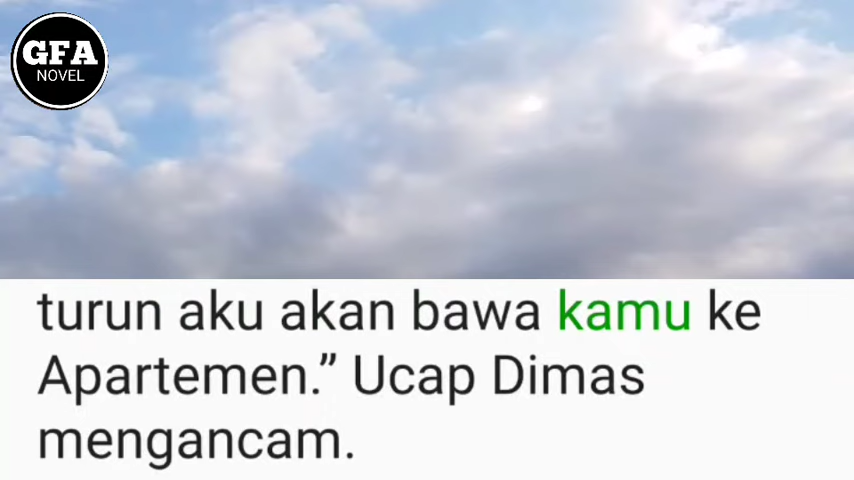 GFA
NOVEL
turun aku akan bawa kamu ke
Apartemen.” Ucap Dimas
mengancam.